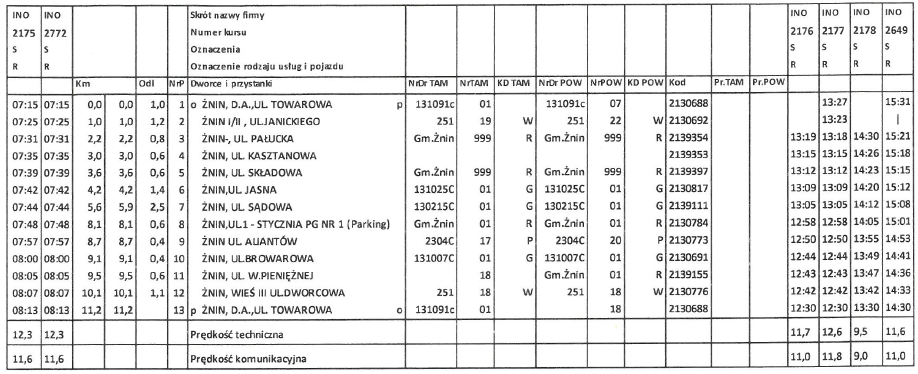 INO INO Skrót nazwy firmy INO INO INO INO
2175 2772 Numer kursu 2176 2177 2178 2649
S S Oznaczenia S S S S
R R Oznaczenie rodzaju usług i pojazdu R R R R
Km Odl NrP Dworce i przystanki NrDr TAM NrTAM KD TAM NrDr POW NrPOW KD POW Kod Pr.TAM Pr.POW
07:15 07:15 0,0 0,0 1,0 1 o ŻNIN, D.A.,UL TOWAROWA p 131091c 01 131091c 07 2130688 13:27 15:31
07:25 07:25 1,0 1,0 1,2 2 ŻNIN I/II , UL.JANICKIEGO 251 19 W 251 22 W 2130692 13:23 |
07:31 07:31 2,2 2,2 0,8 3 ŻNIN-, UL. PAŁUCKA Gm.Żnin 999 R Gm.Żnin 999 R 2139354 13:19 13:18 14:30 15:21
07:35 07:35 3,0 3,0 0,6 4 ŻNIN, UL. KASZTANOWA 2139353 13:15 13:15 14:26 15:18
07:39 07:39 3,6 3,6 0,6 5 ŻNIN, UL. SKŁADOWA Gm.Żnin 999 R Gm.Żnin 999 R 2139397 13:12 13:12 14:23 15:15
07:42 07:42 4,2 4,2 1,4 6 ŻNIN,UL. JASNA 131025C 01 G 131025C 01 G 2130817 13:09 13:09 14:20 15:12
07:44 07:44 5,6 5,9 2,5 7 ŻNIN, UL. SĄDOWA 130215C 01 G 130215C 01 G 2139111 13:05 13:05 14:12 15:08
07:48 07:48 8,1 8,1 0,6 8 ŻNIN,UL1 - STYCZNIA PG NR 1 (Parking) Gm.Żnin 01 R Gm.Żnin 01 R 2130784 12:58 12:58 14:05 15:01
07:57 07:57 8,7 8,7 0,4 9 ŻNIN UL. ALIANTÓW 2304C 17 P 2304C 20 P 2130773 12:50 12:50 13:55 14:53
08:00 08:00 9,1 9,1 0,4 10 ŻNIN, UL.BROWAROWA 131007C 01 G 131007C 01 G 2130691 12:44 12:44 13:49 14:41
08:05 08:05 9,5 9,5 0,6 11 ŻNIN, UL. W.PIENIĘŻNEJ 18 Gm.Żnin 01 R 2139155 12:43 12:43 13:47 14:36
08:07 08:07 10,1 10,1 1,1 12 ŻNIN, WIEŚ III UL.DWORCOWA 251 18 W 251 18 W 2130776 12:42 12:42 13:42 14:33
08:13 08:13 11,2 11,2 13 p ŻNIN, D.A.,UL. TOWAROWA o 131091c 01 18 2130688 12:30 12:30 13:30 14:30
12,3 12,3 Prędkość techniczna 11,7 12,6 9,5 11,6
11,6 11,6 Prędkość komunikacyjna 11,0 11,8 9,0 11,0